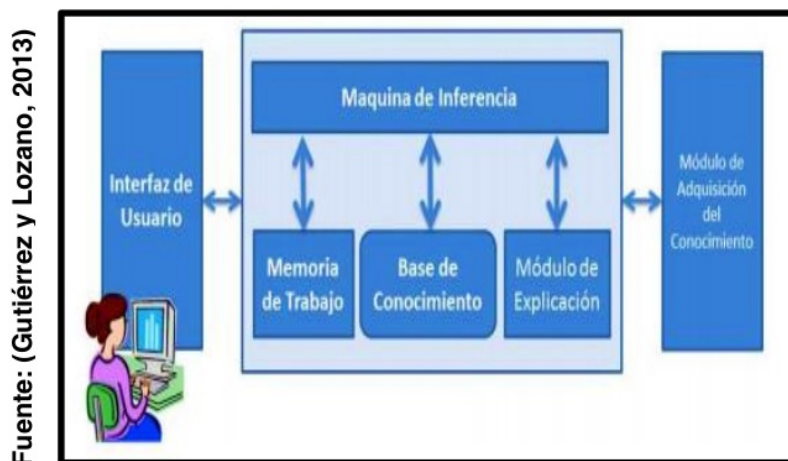 Fuente: (Gutiérrez y Lozano, 2013)
Interfaz de
Usuario
Maquina de Inferencia
Memoria
de Trabajo
Base de
Conocimiento
Módulo de
Explicación
Módulo de
Adquisición
del
Conocimiento